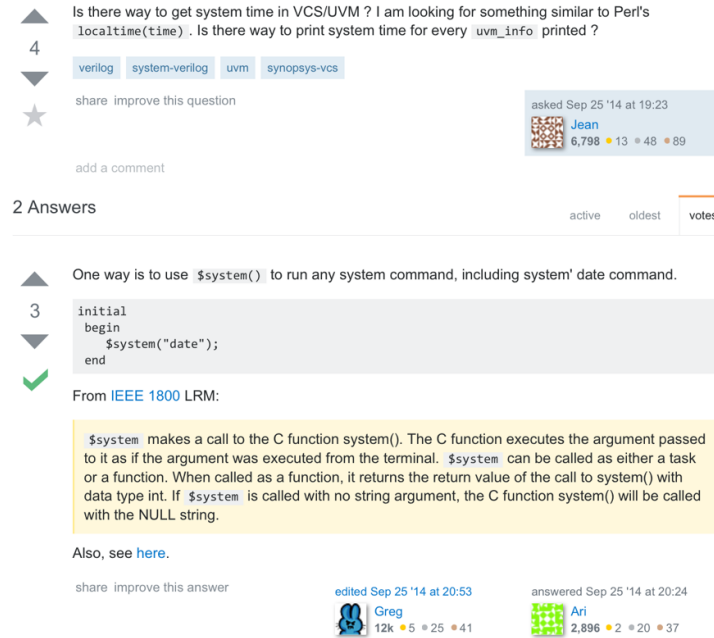 Is there way to get system time in VCS/UVM ? I am looking for something similar to Perl's
localtime(time) . Is there way to print system time for every uvm_info printed ?
4
verilog system-verilog uvm synopsys-vcs
share improve this question
asked Sep 25 '14 at 19:23
Jean
6,798 13 48 89
add a comment
2 Answers
active oldest votes
One way is to use $system() to run any system command, including system' date command.
3
initial
begin
$system("date");
end
From IEEE 1800 LRM:
$system makes a call to the C function system(). The C function executes the argument passed
to it as if the argument was executed from the terminal. $system can be called as either a task
or a function. When called as a function, it returns the return value of the call to system() with
data type int. If $system is called with no string argument, the C function system() will be called
with the NULL string.
Also, see here.
share improve this answer
edited Sep 25 '14 at 20:53
Greg
12k 5 25 41
answered Sep 25 '14 at 20:24
Ari
2,896 2 20 37